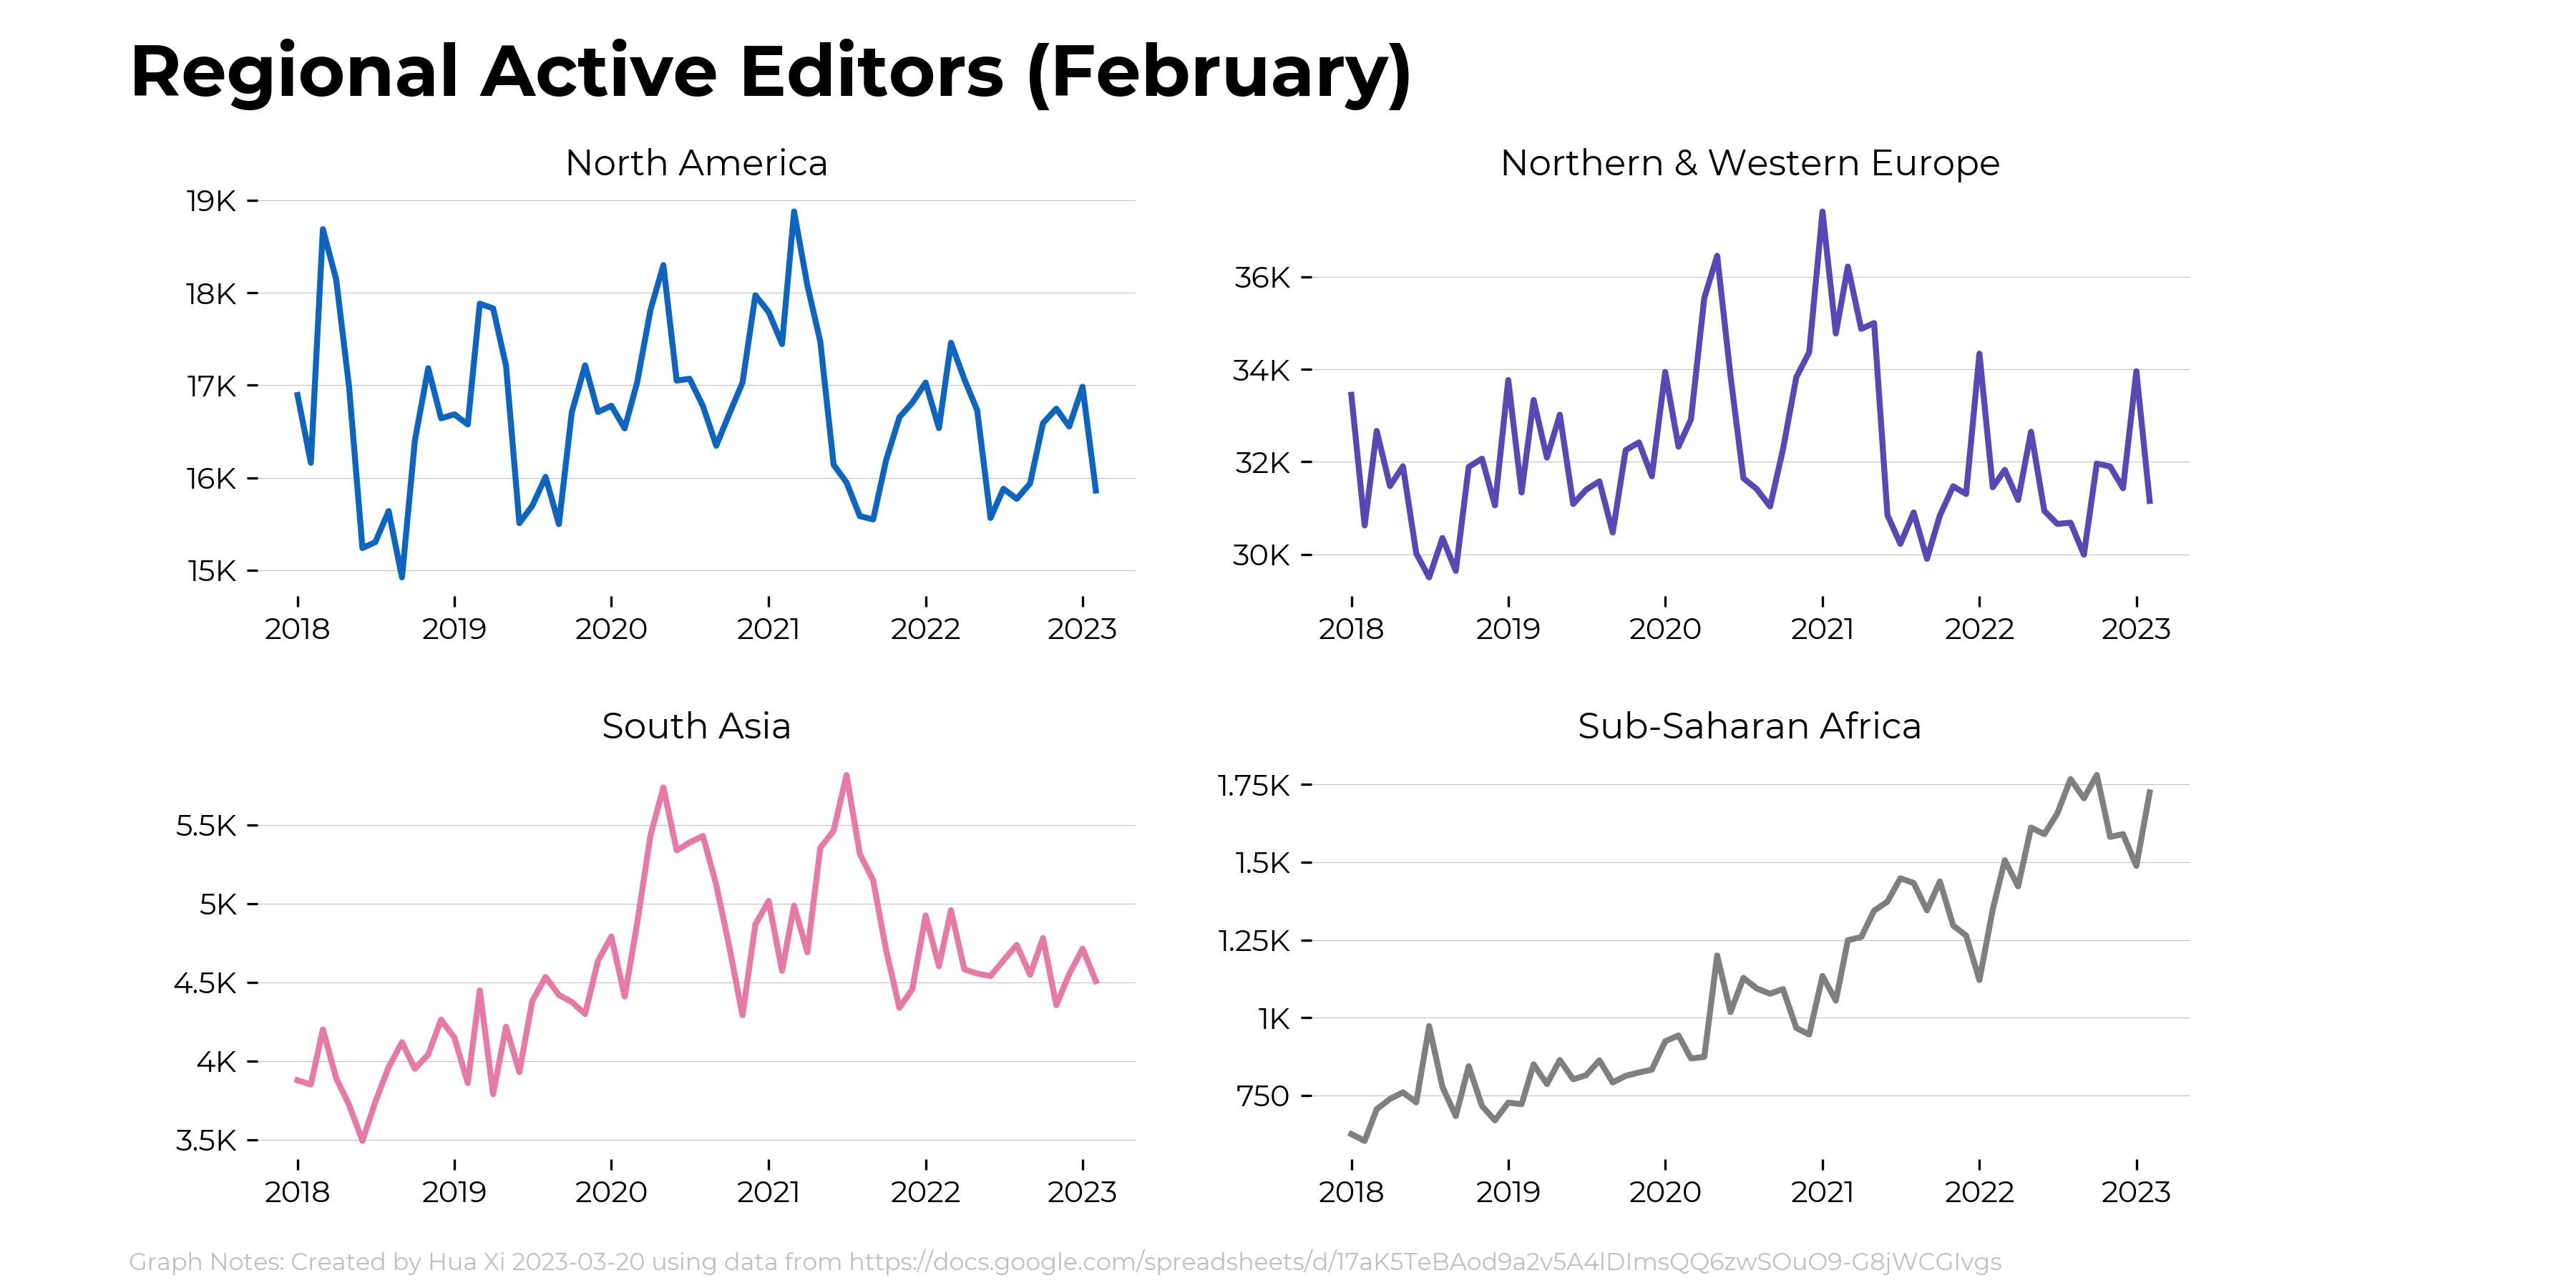 Regional Active Editors (February)
North America
19K
18K
17K
16K
15K
2018 2019 2020 2021 2022 2023
Northern & Western Europe
36K
34K
32K
30K
2018 2019 2020 2021 2022 2023
South Asia
5.5K
5K
4.5K
4K
3.5K
2018 2019 2020 2021 2022 2023
Sub-Saharan Africa
1.75K
1.5K
1.25K
1K
750
2018 2019 2020 2021 2022 2023
Graph Notes: Created by Hua Xi 2023-03-20 using data from https://docs.google.com/spreadsheets/d/17aK5TeBAod9a2v5A4lDImsQQ6zwSOuO9-G8jWCGIvgs